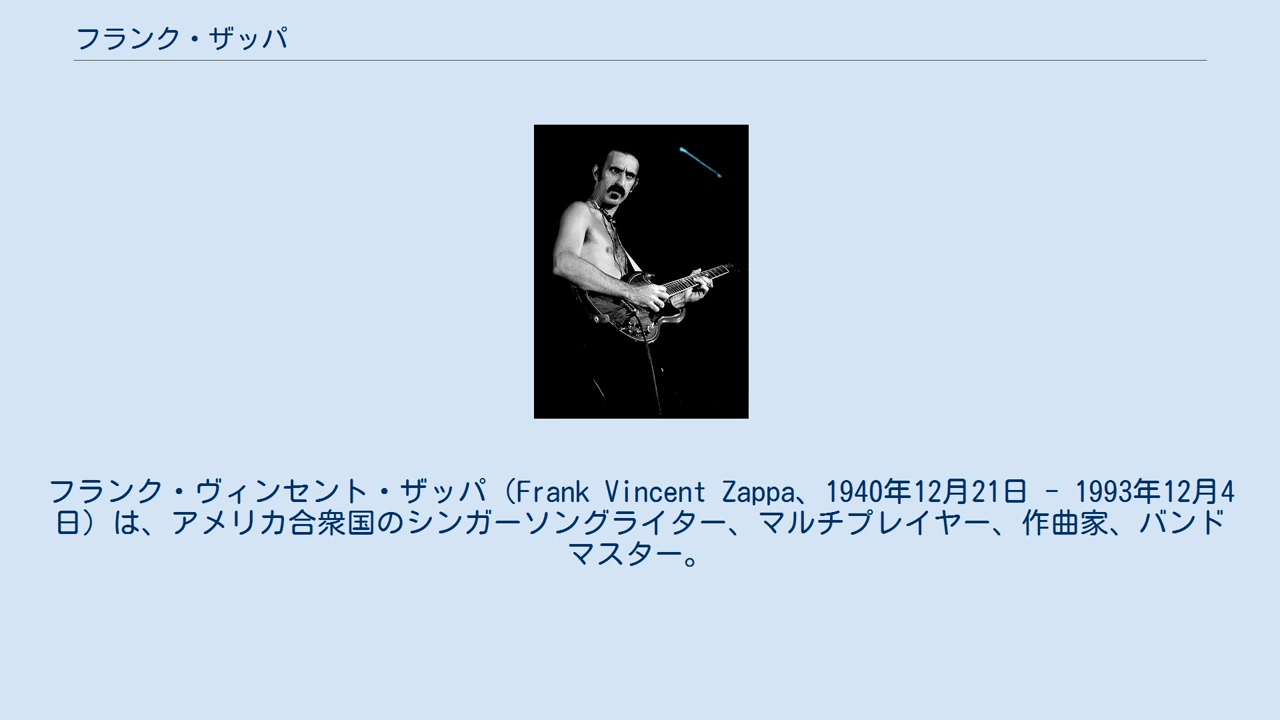 フランク・ザッパ
フランク・ヴィンセント・ザッパ（Frank Vincent Zappa、1940年12月21日 - 1993年12月4
日）は、アメリカ合衆国のシンガーソングライター、マルチプレイヤー、作曲家、バンド
マスター。